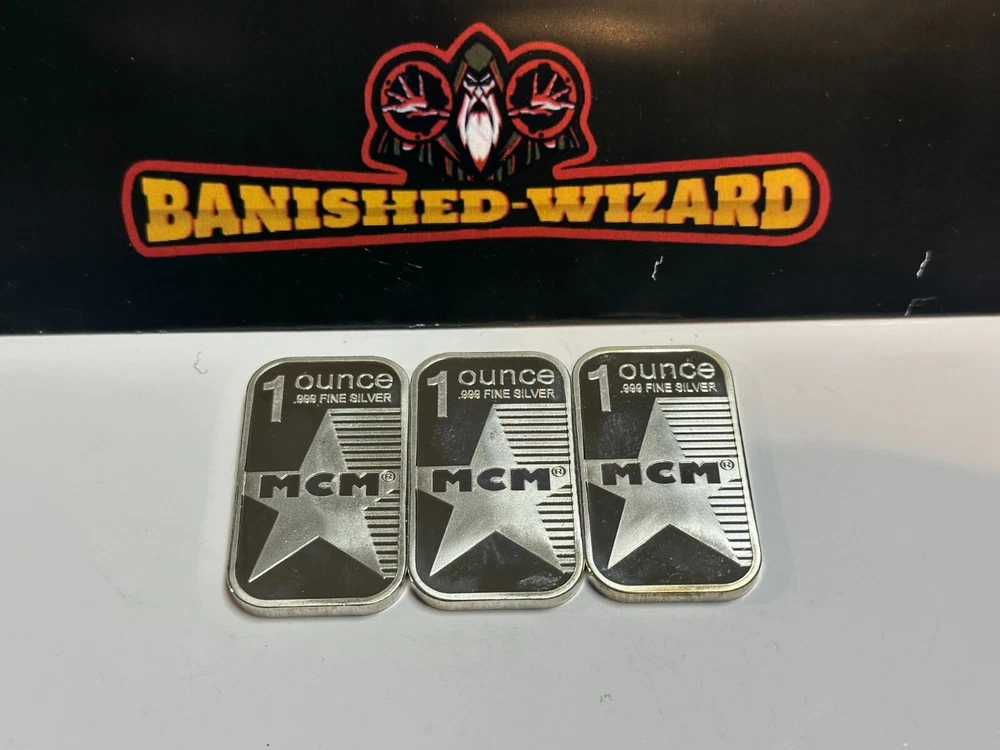 BANISHED-WIZARD
1 ounce
.999 FINE SILVER
MCM®
1 ounce
.999 FINE SILVER
MCM®
1 ounce
.999 FINE SILVER
MCM®